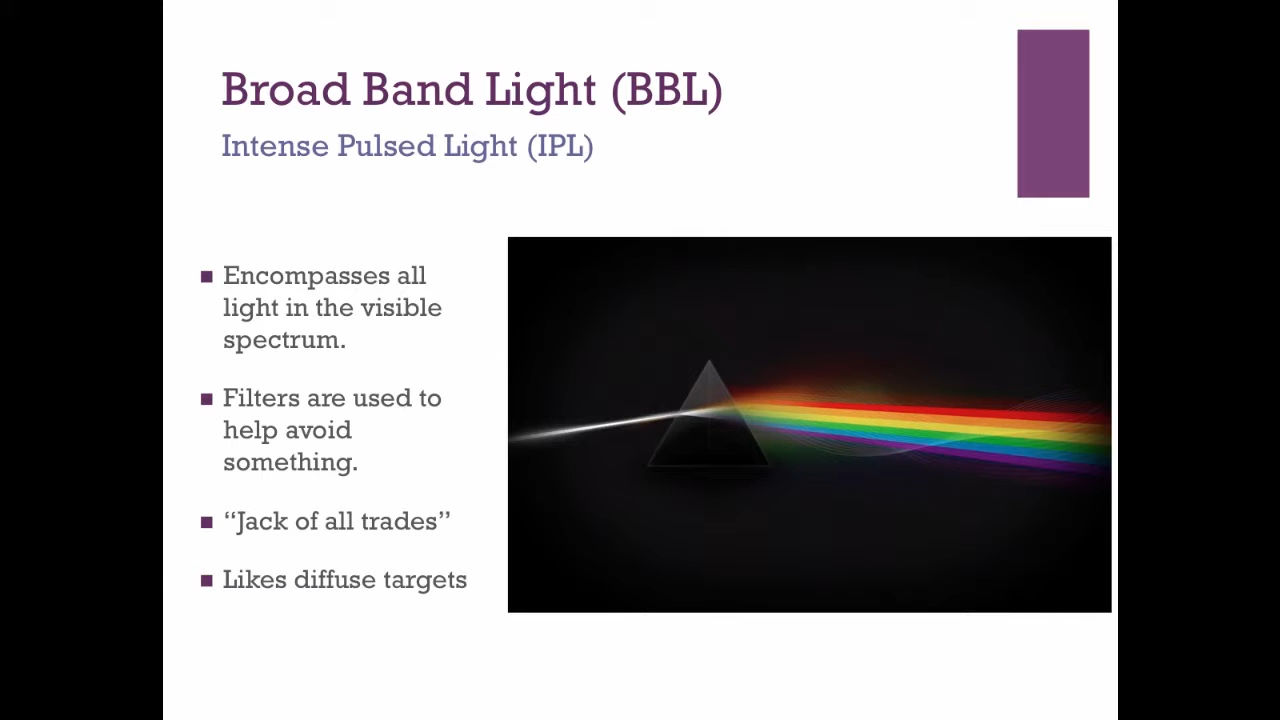 Broad Band Light (BBL)
Intense Pulsed Light (IPL)
■ Encompasses all
light in the visible
spectrum.
■ Filters are used to
help avoid
something.
■ “Jack of all trades”
■ Likes diffuse targets